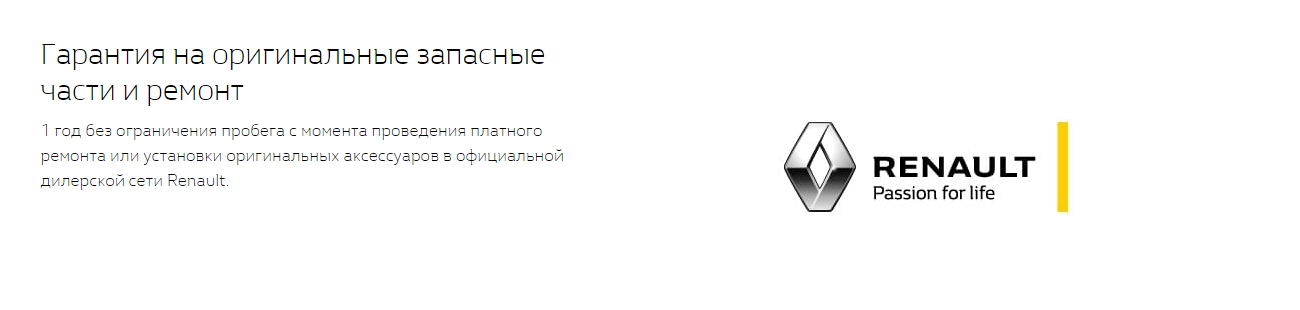 Гарантия на оригинальные запасные
части и ремонт
1 год без ограничения пробега с момента проведения платного
ремонта или установки оригинальных аксессуаров в официальной
дилерской сети Renault.
RENAULT
Passion for life